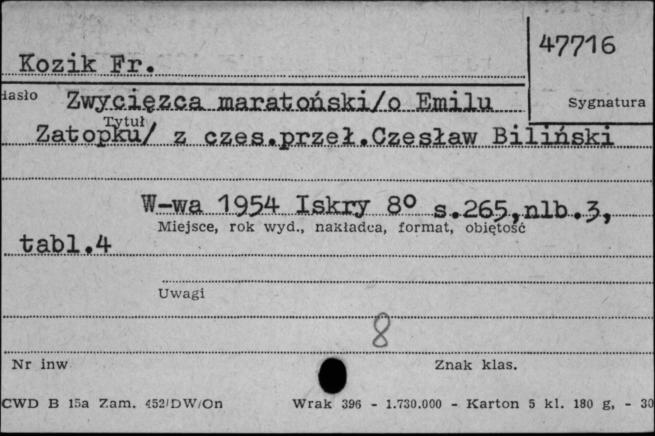 47716
Kozik Fr.
Hasło Zwycięzca maratoński/o Emilu Sygnatura
Tytuł
Zatopku/ z czes.przeł.Czesław Biliński
W-wa 1954 Iskry 8° s.265,nlb.3,
Miejsce, rok wyd., nakładca, format, objętość
tabl.4
Uwagi
8
Nr inw Znak klas.
CWD B 15a Zam. 452/DW/On Wrak 396 - 1.730.000 - Karton 5 kl. 180 g, - 30